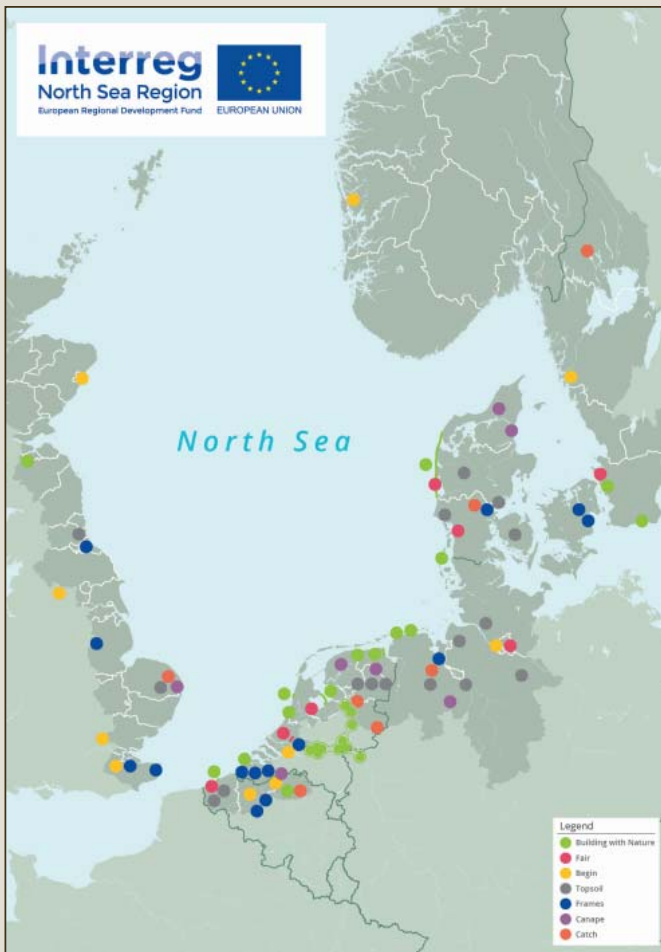 Interreg
North Sea Region
European Regional Development Fund
EUROPEAN UNION
North Sea
Legend
Building with Nature
Fair
Begin
Topsoil
Frames
Canape
Catch